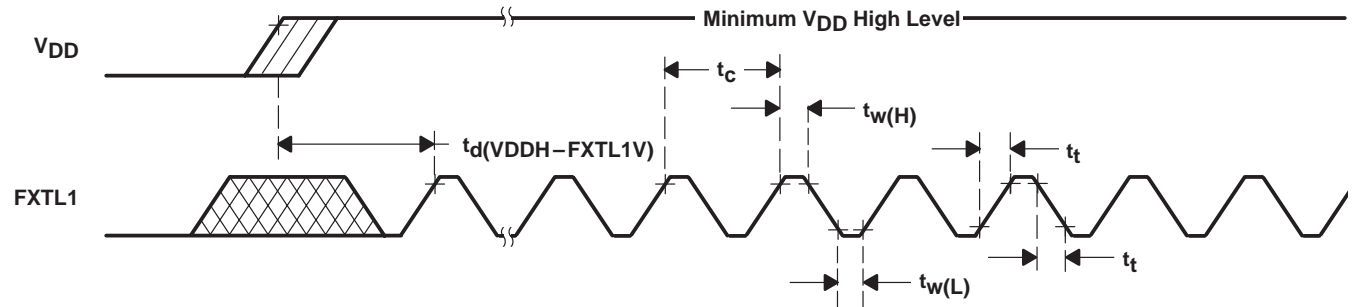 Minimum VDD High Level
VDD
tc
tw(H)
td(VDDH–FXTL1V)
tt
FXTL1
tt
tw(L)